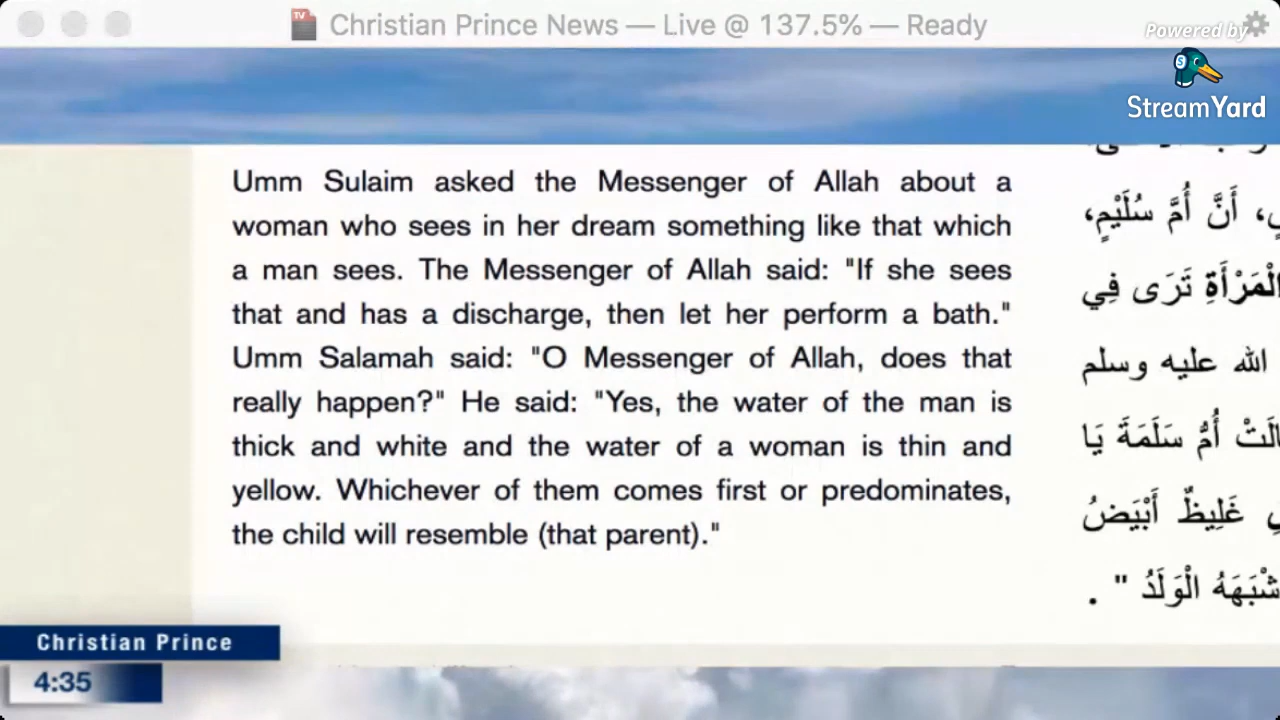 Christian Prince News — Live @ 137.5% — Ready
Powered by
StreamYard
Umm Sulaim asked the Messenger of Allah about a
woman who sees in her dream something like that which
a man sees. The Messenger of Allah said: "If she sees
that and has a discharge, then let her perform a bath."
Umm Salamah said: "O Messenger of Allah, does that
really happen?" He said: "Yes, the water of the man is
thick and white and the water of a woman is thin and
yellow. Whichever of them comes first or predominates,
the child will resemble (that parent)."
أَنَّ أُمَّ سُلَيْمٍ،
الْمَرْأَةِ تَرَى فِي
الله عليه وسلم
أُمُّ سَلَمَةَ يَا
غَلِيظٌ أَبْيَضُ
الْوَلَدُ " .
Christian Prince
4:35